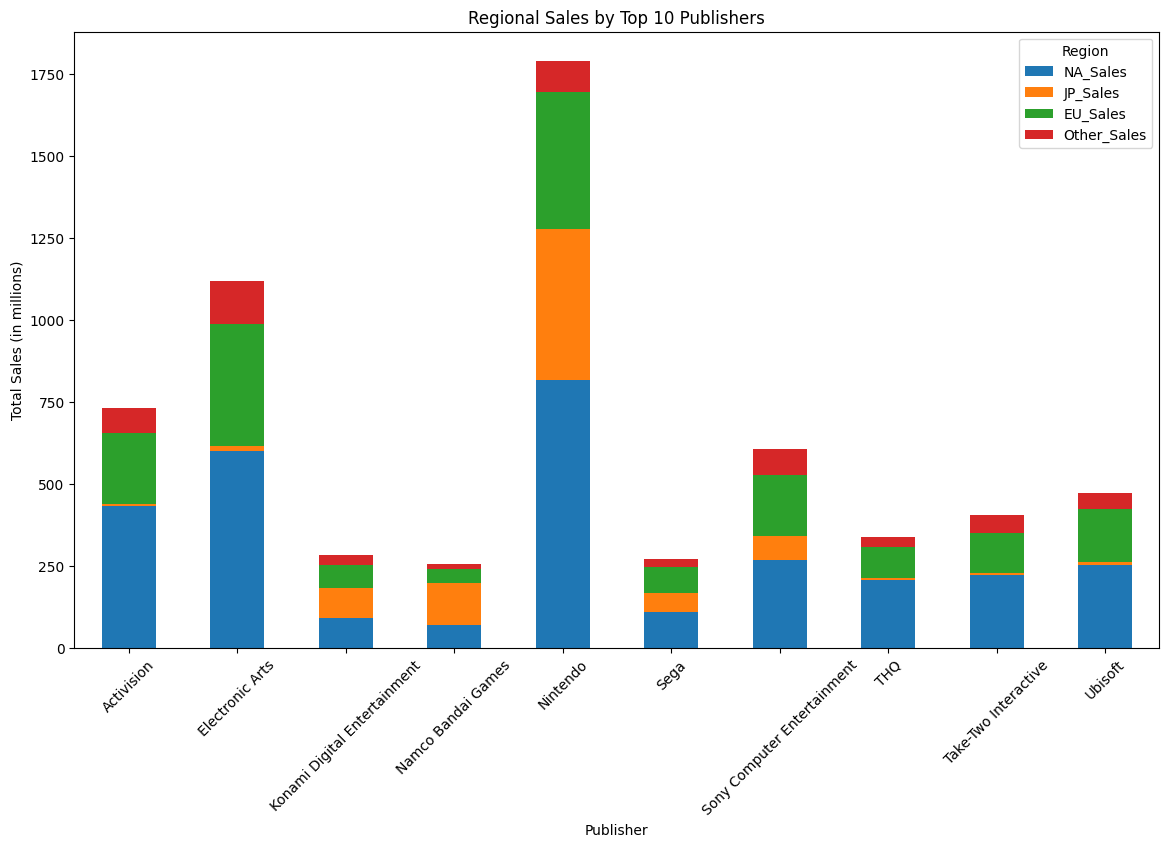 Regional Sales by Top 10 Publishers
Total Sales (in millions)
1750
1500
1250
1000
750
500
250
0
Region
NA_Sales
JP_Sales
EU_Sales
Other_Sales
Activision
Electronic Arts
Konami Digital Entertainment
Namco Bandai Games
Nintendo
Sega
Sony Computer Entertainment
THQ
Take-Two Interactive
Ubisoft
Publisher